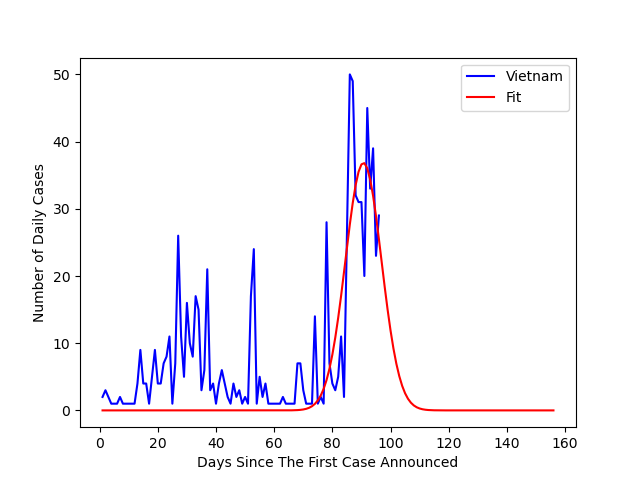 Vietnam
Fit
50
40
30
20
10
0
Number of Daily Cases
0 20 40 60 80 100 120 140 160
Days Since The First Case Announced